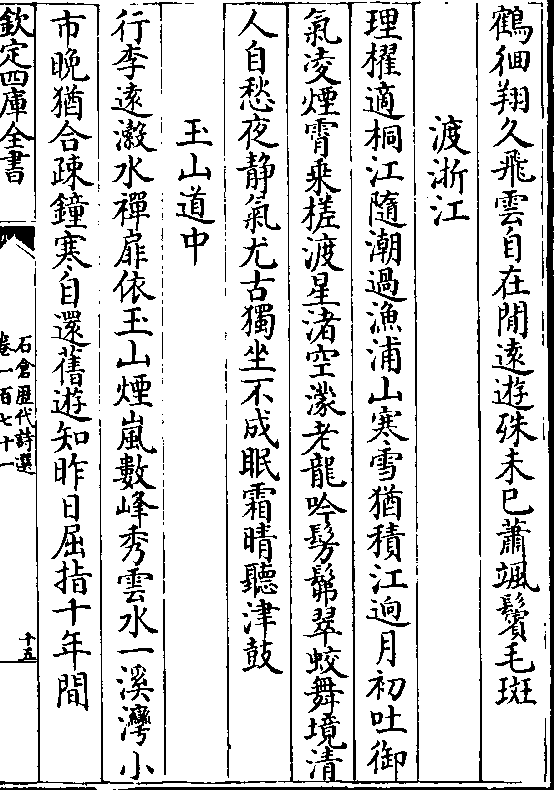 鶴徊翔久飛雲自在閒遠遊殊未已蕭颯鬢毛斑
渡浙江
理櫂適桐江隨潮過漁浦山寒雪猶積江逈月初吐御
氣凌煙霄乗槎渡星渚空濛老龍吟髣髴翠蛟舞境清
人自愁夜静氣尤古獨坐不成眠霜晴聽津鼓
玉山道中
行李逺瀫水禪扉依玉山煙嵐數峰秀雲水一溪灣小
市晚猶合疎鐘寒自還舊遊知昨日屈指十年間
欽定四庫全書
石倉歴代詩選
卷一百七十一
十五